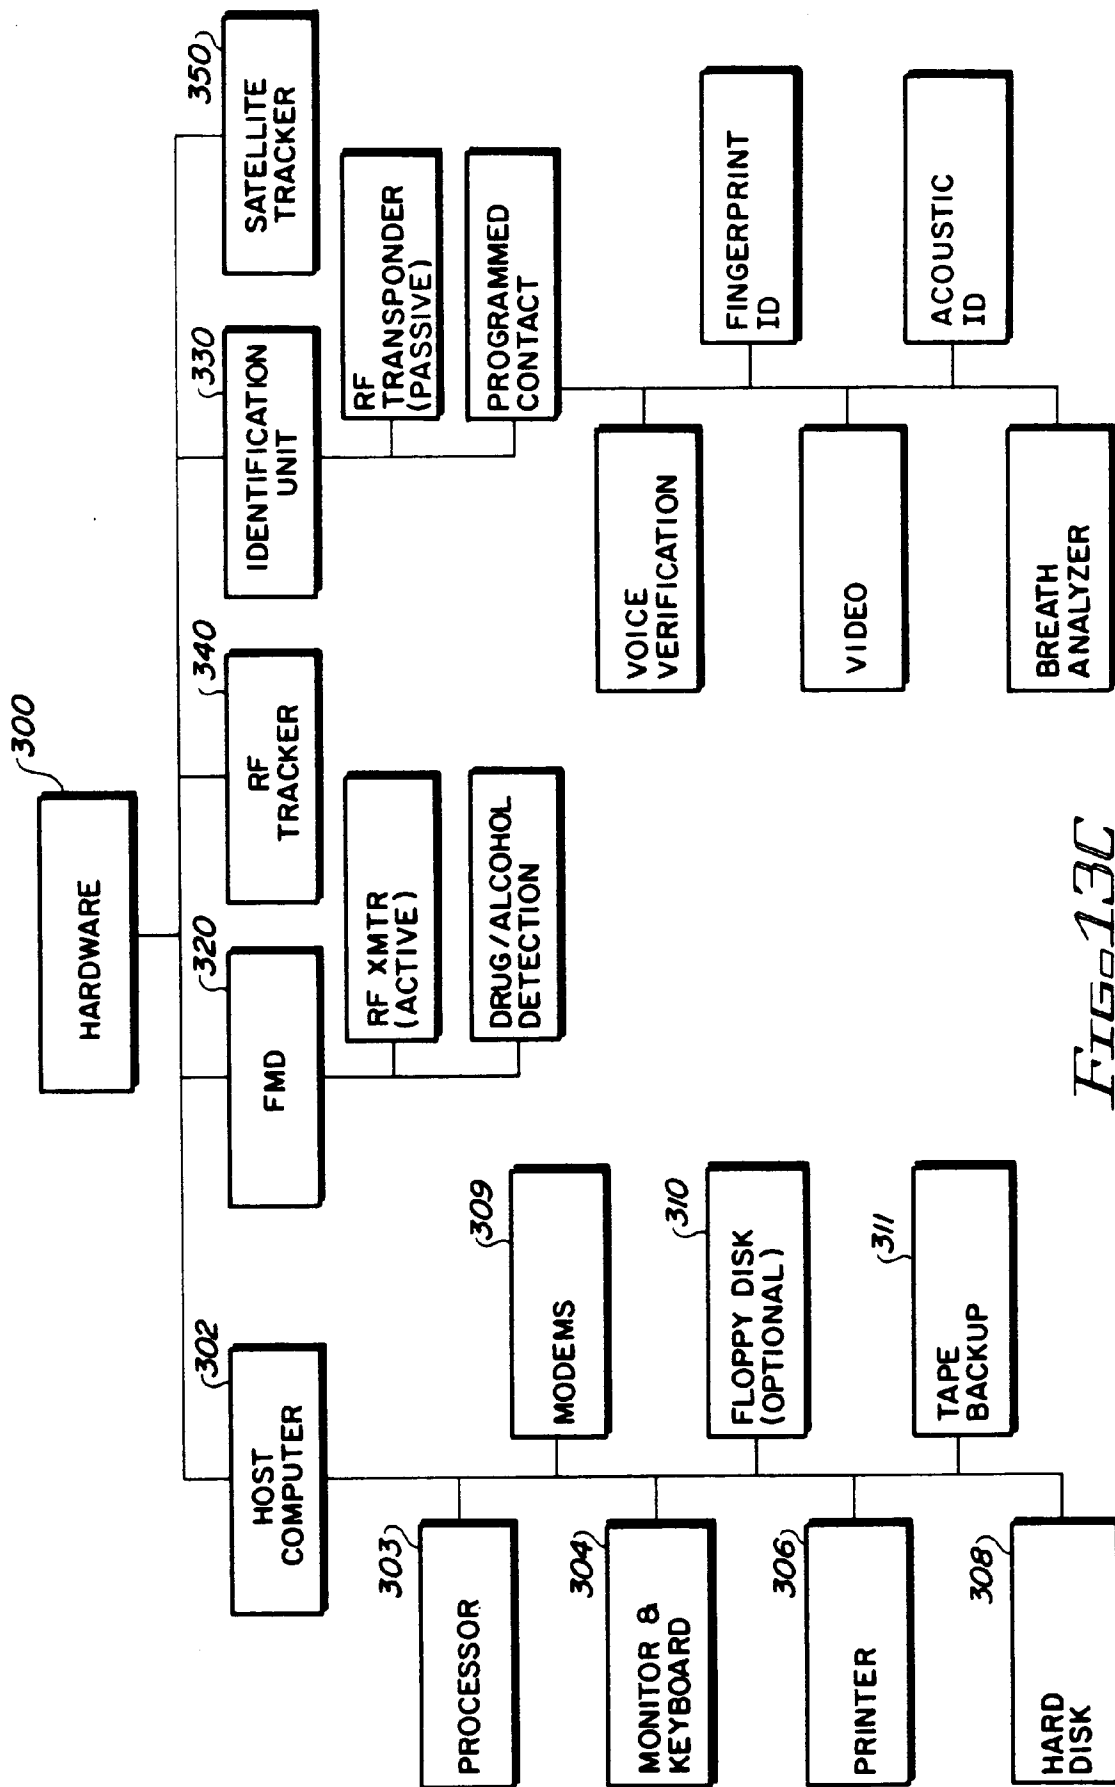 300
HARDWARE
302
HOST
COMPUTER
320
FMD
340
RF
TRACKER
330
IDENTIFICATION
UNIT
350
SATELLITE
TRACKER
303
PROCESSOR
304
MONITOR &
KEYBOARD
306
PRINTER
308
HARD
DISK
309
MODEMS
310
FLOPPY DISK
(OPTIONAL)
311
TAPE
BACKUP
RF XMTR
(ACTIVE)
DRUG/ALCOHOL
DETECTION
RF
TRANSPONDER
(PASSIVE)
PROGRAMMED
CONTACT
VOICE
VERIFICATION
FINGERPRINT
ID
VIDEO
ACOUSTIC
ID
BREATH
ANALYZER
FIG-13C